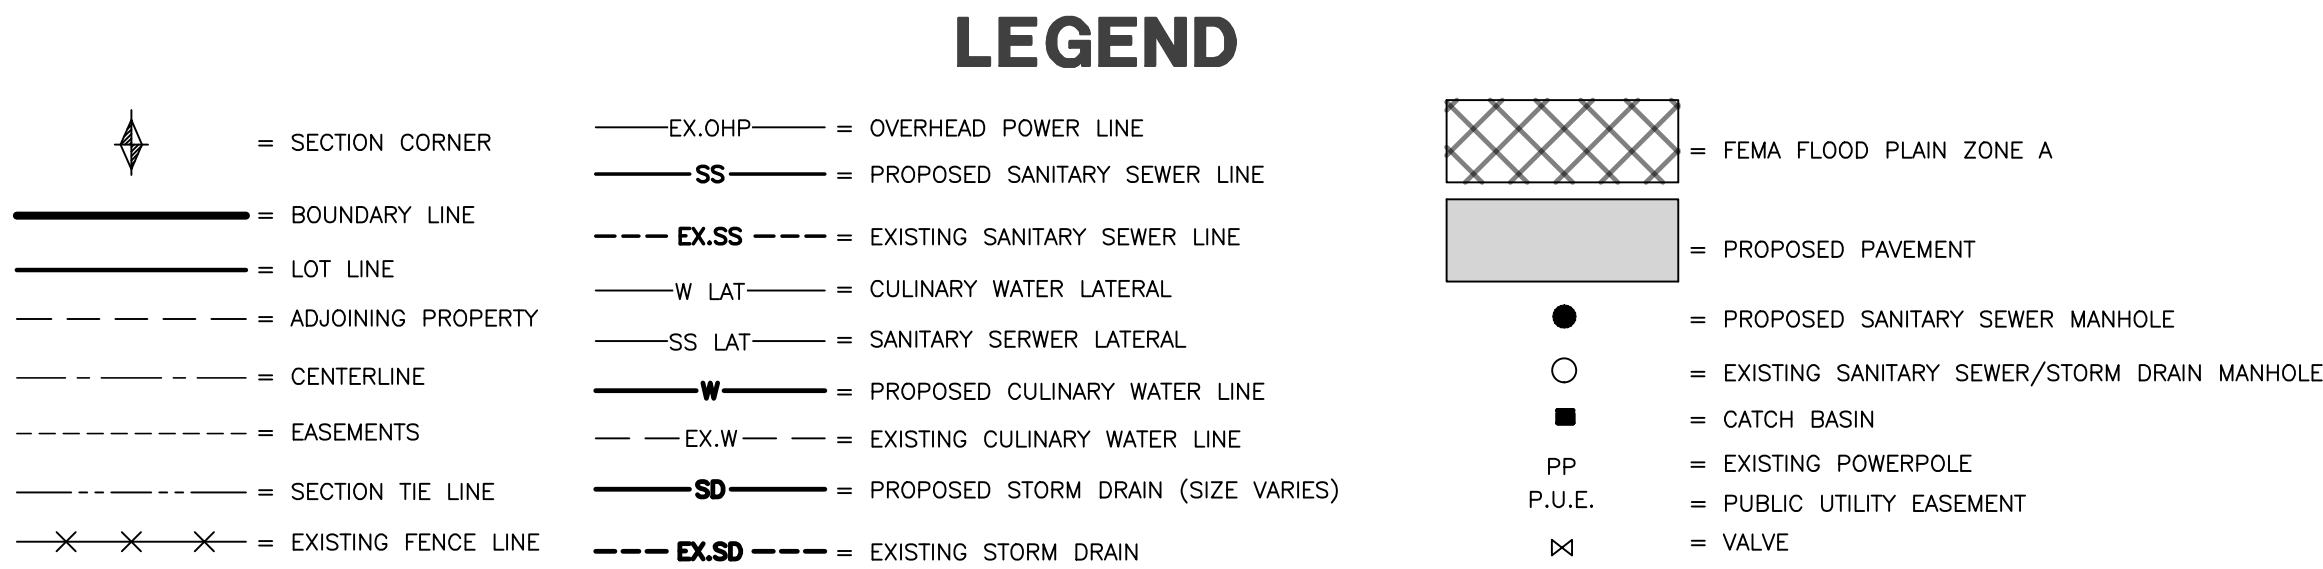 LEGEND
= SECTION CORNER
= BOUNDARY LINE
= LOT LINE
= ADJOINING PROPERTY
= CENTERLINE
= EASEMENTS
= SECTION TIE LINE
= EXISTING FENCE LINE
EX.OHP = OVERHEAD POWER LINE
SS = PROPOSED SANITARY SEWER LINE
EX.SS = EXISTING SANITARY SEWER LINE
W LAT = CULINARY WATER LATERAL
SS LAT = SANITARY SERWER LATERAL
W = PROPOSED CULINARY WATER LINE
EX.W = EXISTING CULINARY WATER LINE
SD = PROPOSED STORM DRAIN (SIZE VARIES)
EX.SD = EXISTING STORM DRAIN
= FEMA FLOOD PLAIN ZONE A
= PROPOSED PAVEMENT
= PROPOSED SANITARY SEWER MANHOLE
= EXISTING SANITARY SEWER/STORM DRAIN MANHOLE
= CATCH BASIN
PP = EXISTING POWERPOLE
P.U.E. = PUBLIC UTILITY EASEMENT
= VALVE